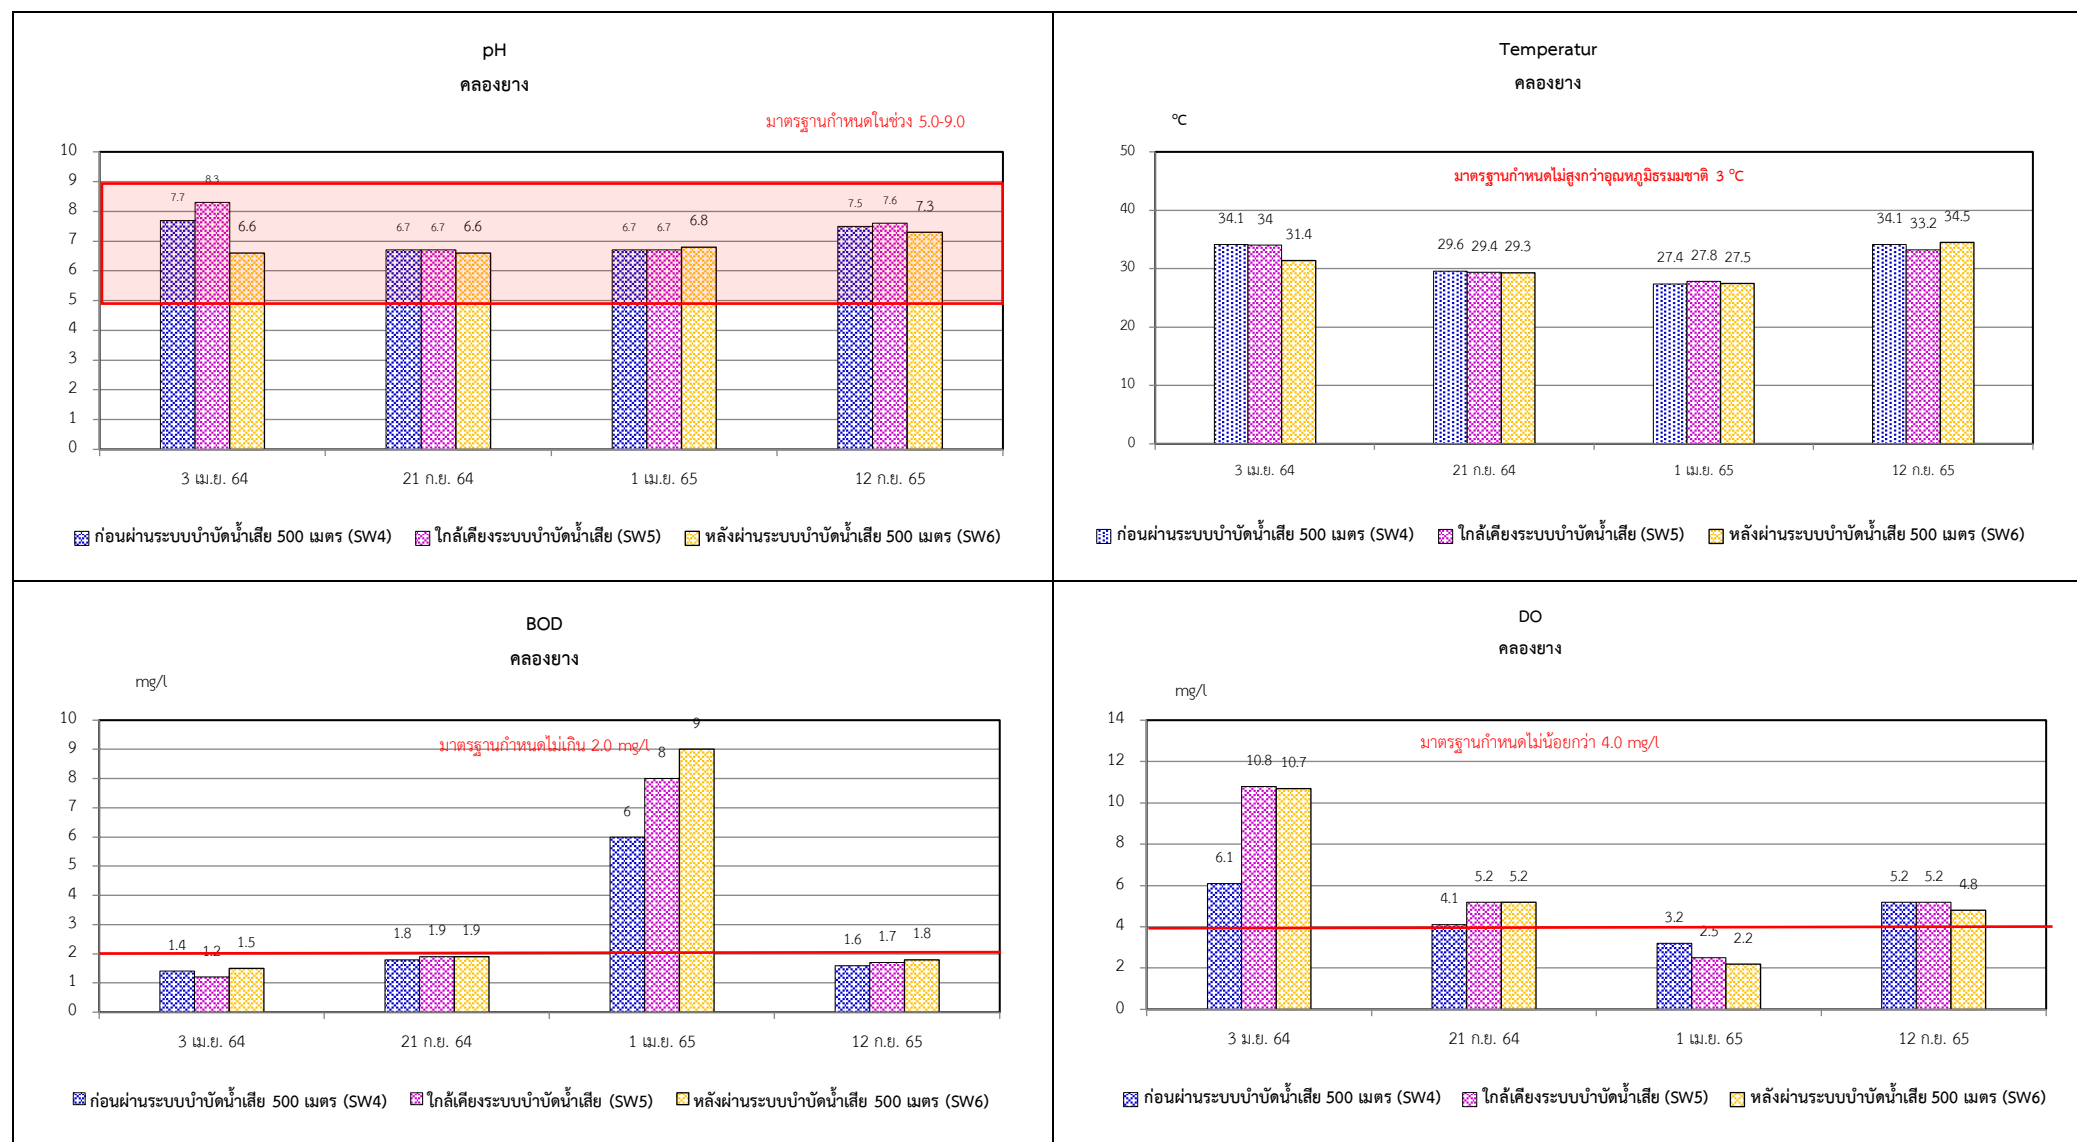 pH
คลองยาง
มาตรฐานกำหนดในช่วง 5.0-9.0
10
9
8
7
6
5
4
3
2
1
0
7.7
8.3
6.6
6.7
6.7
6.6
6.7
6.7
6.8
7.5
7.6
7.3
3 เม.ย. 64
21 ก.ย. 64
1 เม.ย. 65
12 ก.ย. 65
ก่อนผ่านระบบบำบัดน้ำเสีย 500 เมตร (SW4)
ใกล้เคียงระบบบำบัดน้ำเสีย (SW5)
หลังผ่านระบบบำบัดน้ำเสีย 500 เมตร (SW6)
Temperatur
คลองยาง
°C
มาตรฐานกำหนดไม่สูงกว่าอุณหภูมิธรมมชาติ 3 °C
50
40
30
20
10
0
34.1
34
31.4
29.6
29.4
29.3
27.4
27.8
27.5
34.1
33.2
34.5
3 เม.ย. 64
21 ก.ย. 64
1 เม.ย. 65
12 ก.ย. 65
ก่อนผ่านระบบบำบัดน้ำเสีย 500 เมตร (SW4)
ใกล้เคียงระบบบำบัดน้ำเสีย (SW5)
หลังผ่านระบบบำบัดน้ำเสีย 500 เมตร (SW6)
BOD
คลองยาง
mg/l
มาตรฐานกำหนดไม่เกิน 2.0 mg/l
10
9
8
7
6
5
4
3
2
1
0
1.4
1.2
1.5
1.8
1.9
1.9
6
8
9
1.6
1.7
1.8
3 เม.ย. 64
21 ก.ย. 64
1 เม.ย. 65
12 ก.ย. 65
ก่อนผ่านระบบบำบัดน้ำเสีย 500 เมตร (SW4)
ใกล้เคียงระบบบำบัดน้ำเสีย (SW5)
หลังผ่านระบบบำบัดน้ำเสีย 500 เมตร (SW6)
DO
คลองยาง
mg/l
มาตรฐานกำหนดไม่น้อยกว่า 4.0 mg/l
14
12
10
8
6
4
2
0
6.1
10.8
10.7
4.1
5.2
5.2
3.2
2.5
2.2
5.2
5.2
4.8
3 ม.ย. 64
21 ก.ย. 64
1 เม.ย. 65
12 ก.ย. 65
ก่อนผ่านระบบบำบัดน้ำเสีย 500 เมตร (SW4)
ใกล้เคียงระบบบำบัดน้ำเสีย (SW5)
หลังผ่านระบบบำบัดน้ำเสีย 500 เมตร (SW6)